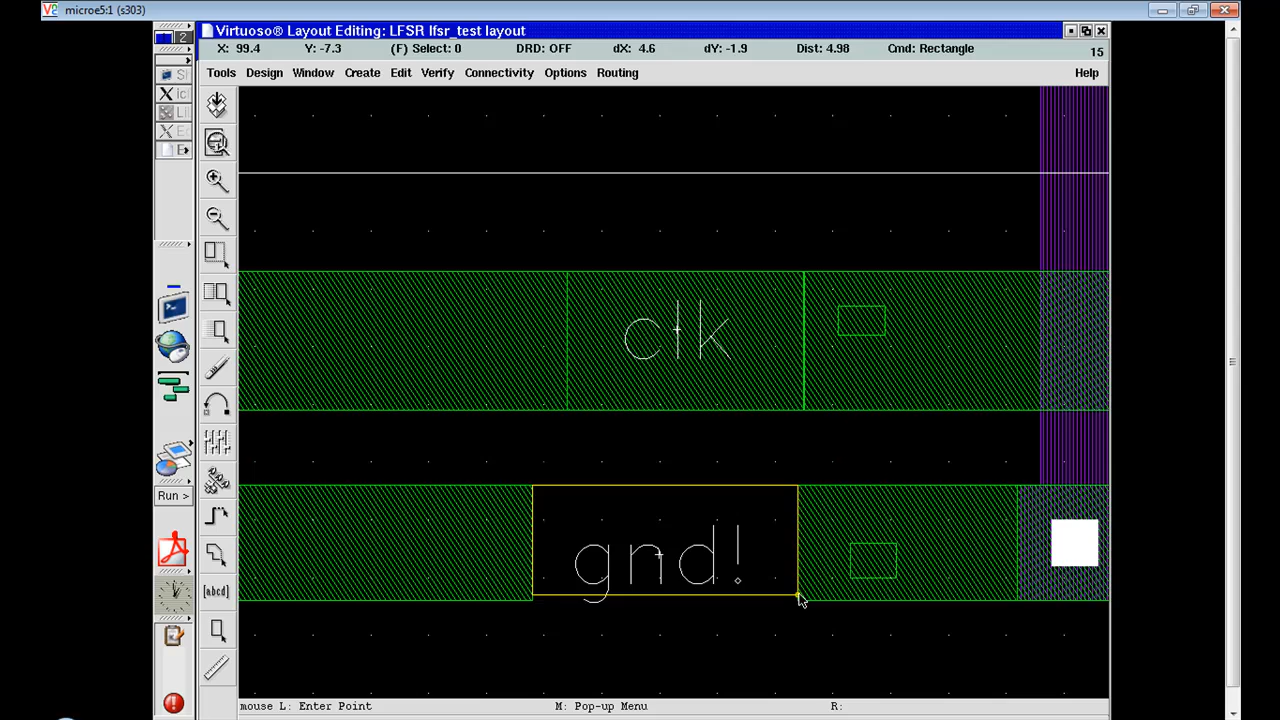 microe5:1 (s303)
Virtuoso® Layout Editing: LFSR lfsr_test layout
X: 99.4 Y: -7.3 (F) Select: 0 DRD: OFF dX: 4.6 dY: -1.9 Dist: 4.98 Cmd: Rectangle 15
Tools Design Window Create Edit Verify Connectivity Options Routing Help
2
clk
Run >
gnd!
[abcd]
mouse L: Enter Point M: Pop-up Menu R: